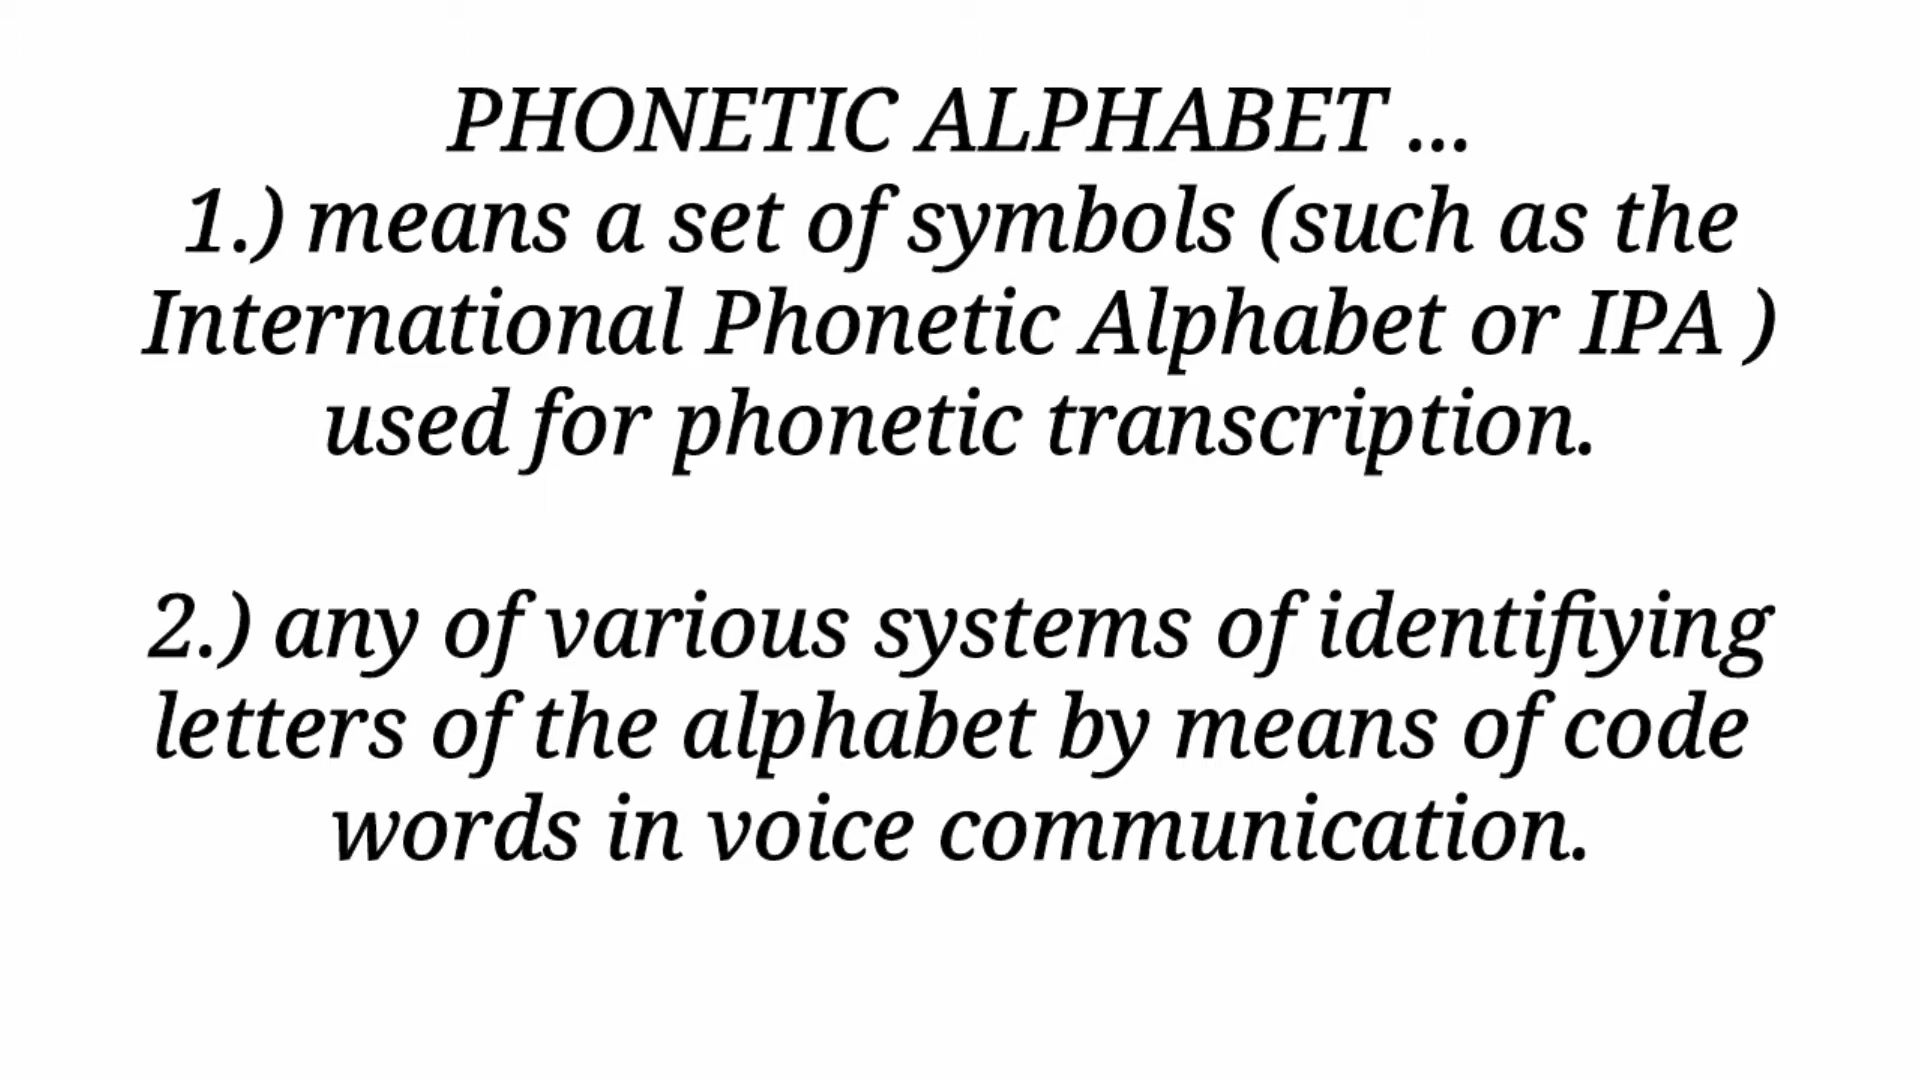 PHONETIC ALPHABET ...
1.) means a set of symbols (such as the
International Phonetic Alphabet or IPA )
used for phonetic transcription.
2.) any of various systems of identifiying
letters of the alphabet by means of code
words in voice communication.